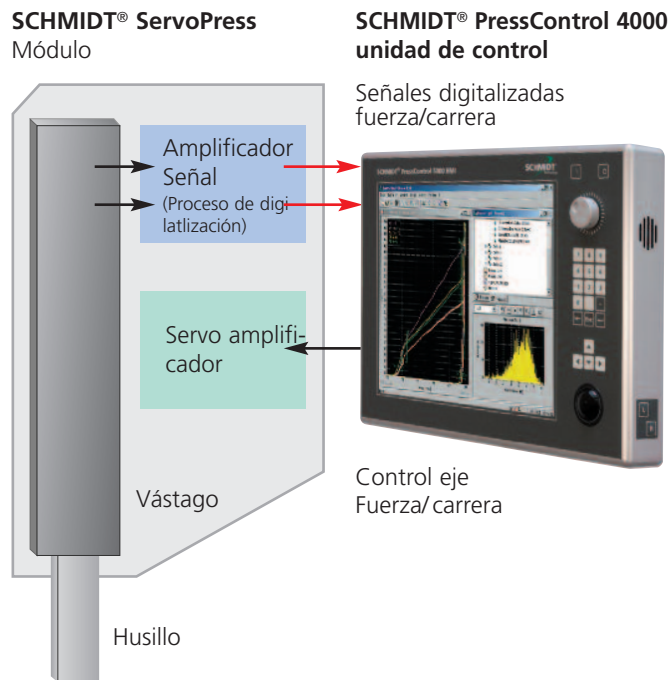 SCHMIDT® ServoPress
Módulo
SCHMIDT® PressControl 4000
unidad de control
Señales digitalizadas
fuerza/carrera
Amplificador
Señal
(Proceso de digi
latlización)
SCHMIDT
Servo amplifi-
cador
Vástago
Control eje
Fuerza/carrera
Husillo